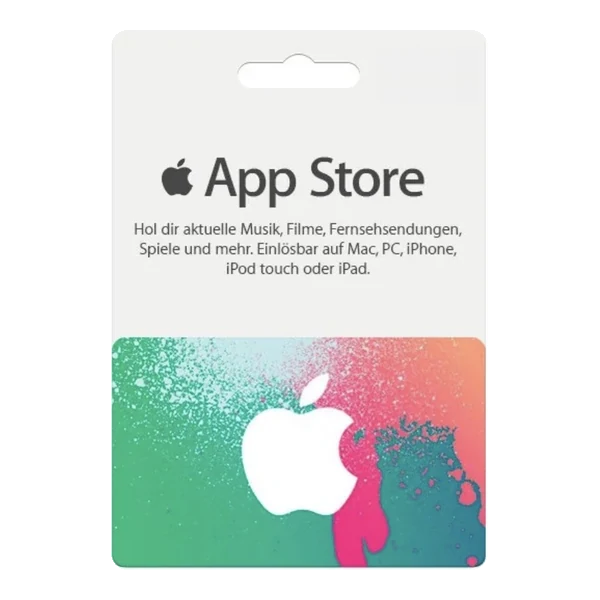 App Store
Hol dir aktuelle Musik, Filme, Fernsehsendungen,
Spiele und mehr. Einlösbar auf Mac, PC, iPhone,
iPod touch oder iPad.